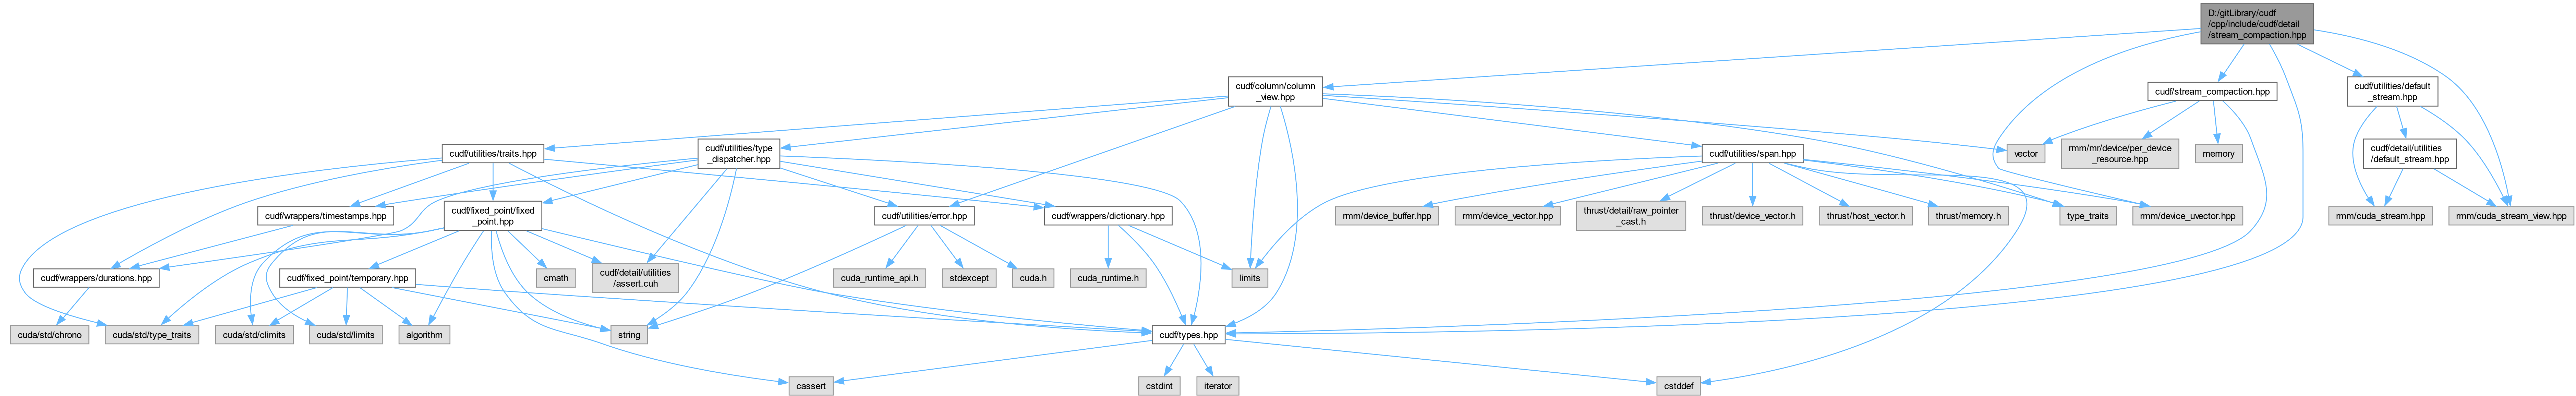 D:/gitLibrary/cudf
/cpp/include/cudf/detail
/stream_compaction.hpp
cudf/column/column
_view.hpp
cudf/stream_compaction.hpp
cudf/utilities/default
_stream.hpp
cudf/utilities/traits.hpp
cudf/utilities/type
_dispatcher.hpp
cudf/utilities/span.hpp
vector
rmm/mr/device/per_device
_resource.hpp
memory
cudf/detail/utilities
/default_stream.hpp
cudf/wrappers/timestamps.hpp
cudf/fixed_point/fixed
_point.hpp
cudf/utilities/error.hpp
cudf/wrappers/dictionary.hpp
rmm/device_buffer.hpp
rmm/device_vector.hpp
thrust/detail/raw_pointer
_cast.h
thrust/device_vector.h
thrust/host_vector.h
thrust/memory.h
type_traits
rmm/device_uvector.hpp
rmm/cuda_stream.hpp
rmm/cuda_stream_view.hpp
cudf/wrappers/durations.hpp
cudf/fixed_point/temporary.hpp
cmath
cudf/detail/utilities
/assert.cuh
cuda_runtime_api.h
stdexcept
cuda.h
cuda_runtime.h
limits
cuda/std/chrono
cuda/std/type_traits
cuda/std/climits
cuda/std/limits
algorithm
string
cudf/types.hpp
cassert
cstdint
iterator
cstddef